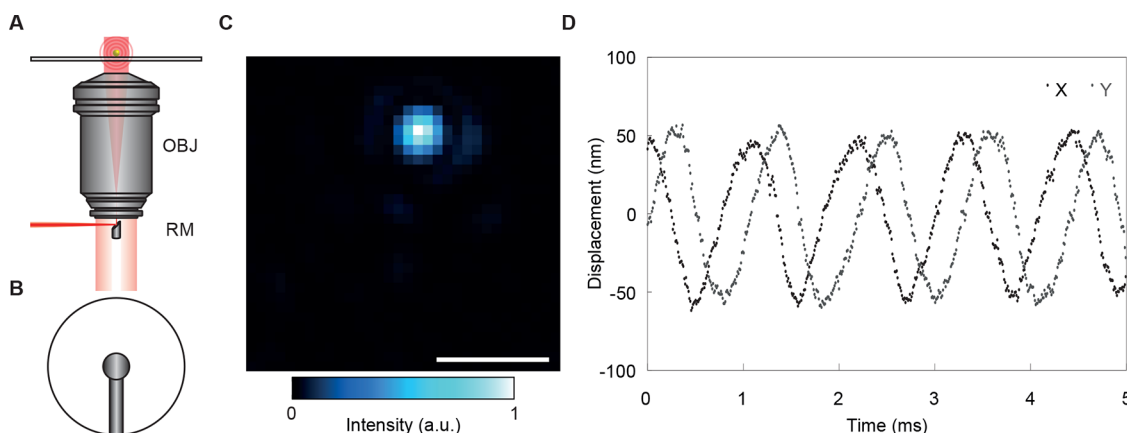 A
OBJ
RM
B
C
0
1
Intensity (a.u.)
D
100
50
0
-50
-100
Displacement (nm)
X
Y
0
1
2
3
4
5
Time (ms)